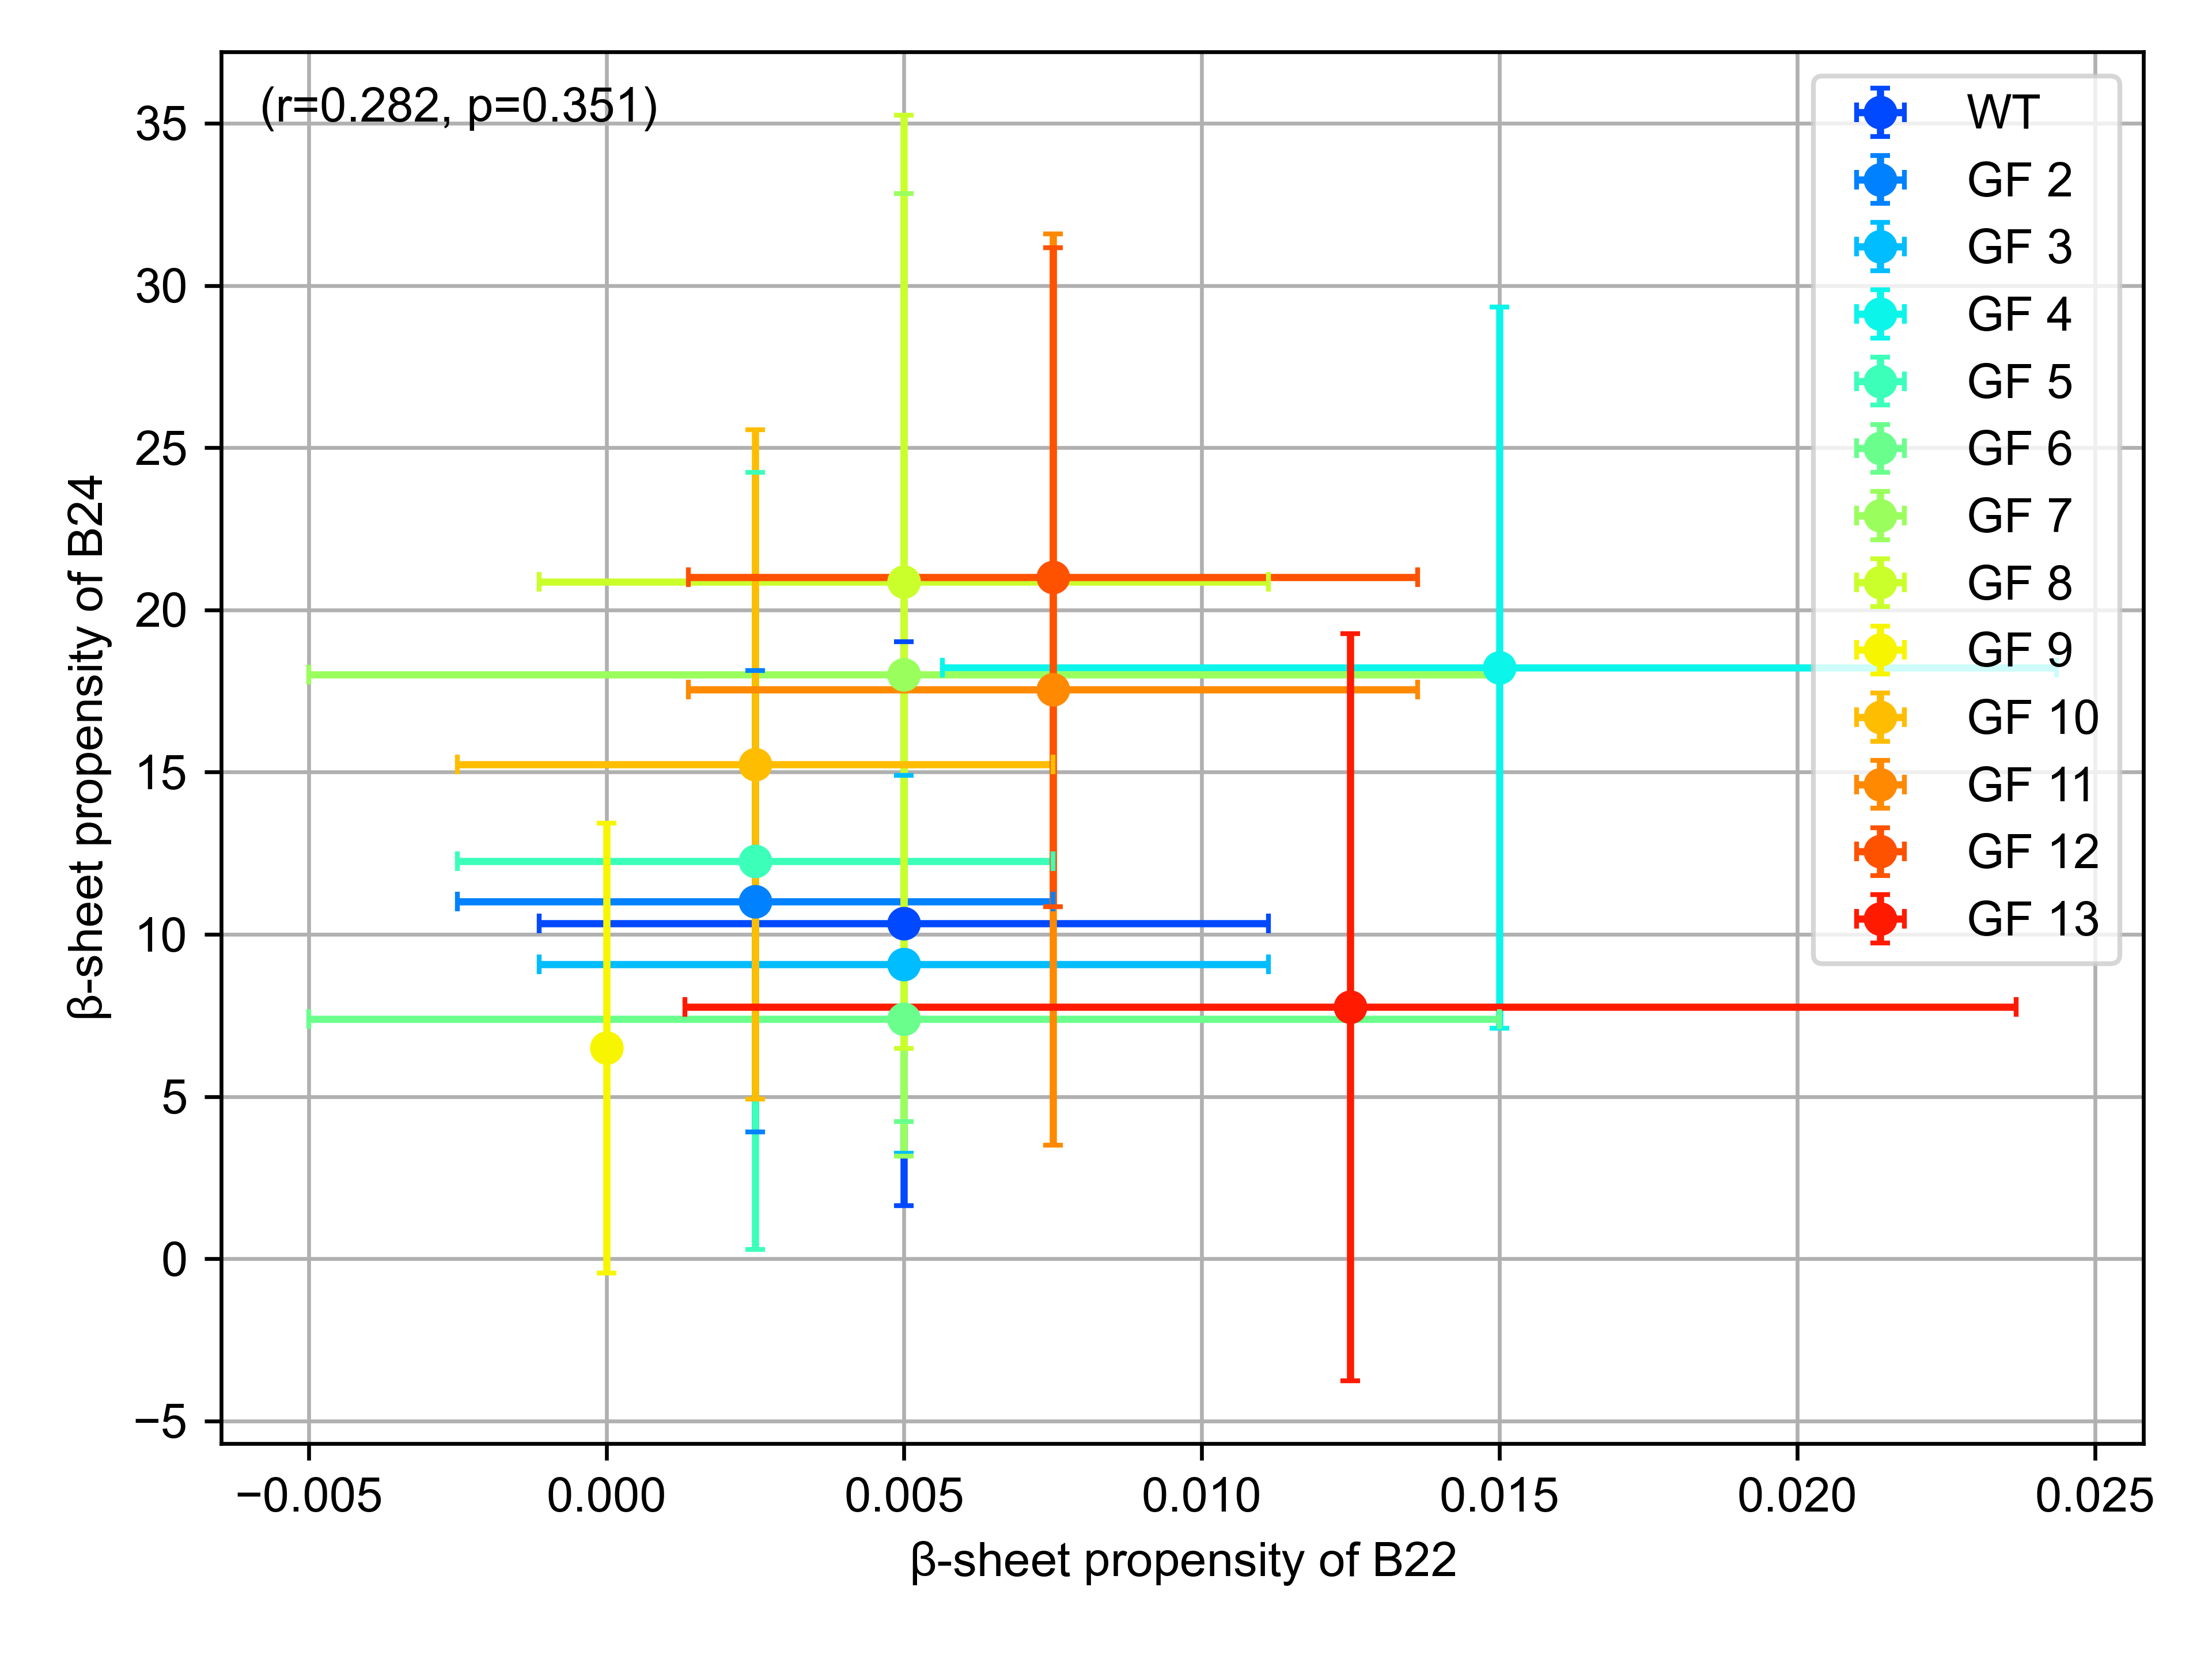 (r=0.282, p=0.351)
35
30
25
20
15
10
5
0
−5
β-sheet propensity of B24
−0.005
0.000
0.005
0.010
0.015
0.020
0.025
β-sheet propensity of B22
WT
GF 2
GF 3
GF 4
GF 5
GF 6
GF 7
GF 8
GF 9
GF 10
GF 11
GF 12
GF 13